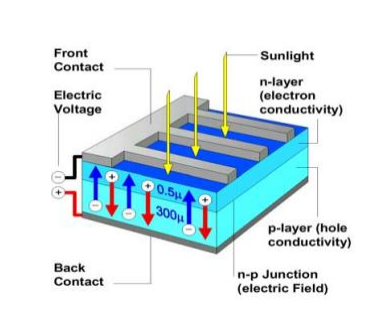 Front
Contact
Sunlight
Electric
Voltage
n-layer
(electron
conductivity)
−
+
+
+
+
0.5µ
300µ
−
−
−
p-layer (hole
conductivity)
Back
Contact
n-p Junction
(electric Field)